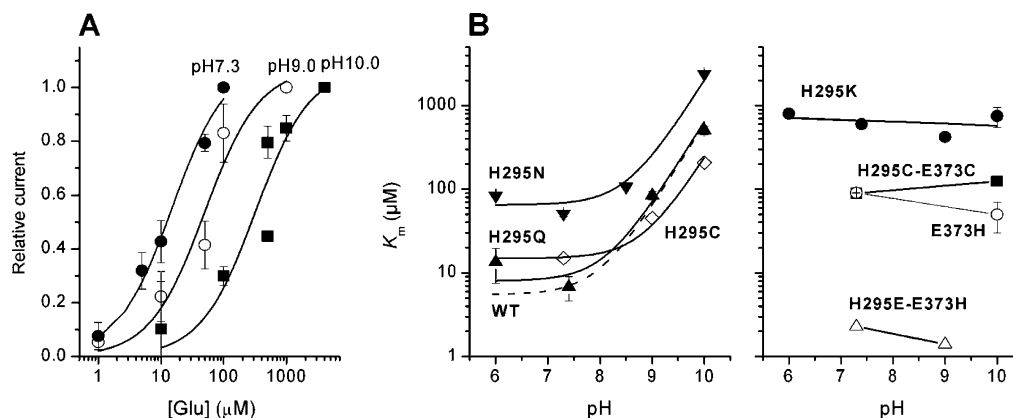 A
B
pH7.3 pH9.0 pH10.0
Relative current
1.0
0.8
0.6
0.4
0.2
0.0
1 10 100 1000
[Glu] (μM)
Km (μM)
1000
100
10
1
H295N
H295Q
H295C
WT
6 7 8 9 10
pH
H295K
H295C-E373C
E373H
H295E-E373H
6 7 8 9 10
pH